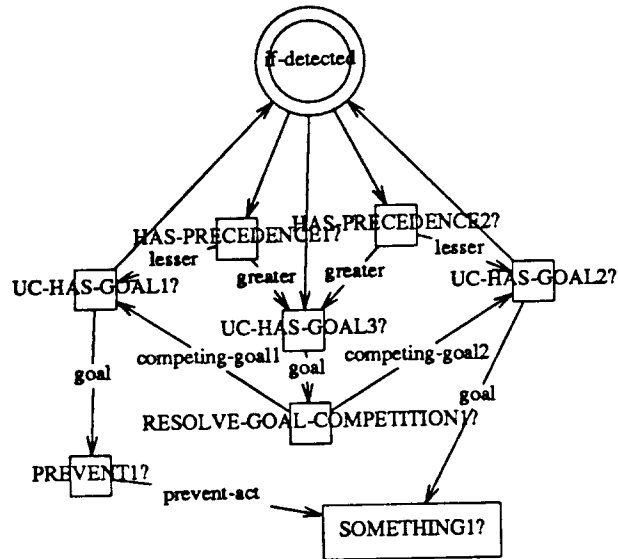 if-detected
HAS-PRECEDENCE1?
HAS-PRECEDENCE2?
lesser
lesser
greater
greater
UC-HAS-GOAL1?
UC-HAS-GOAL2?
UC-HAS-GOAL3?
competing-goal1
goal
competing-goal2
goal
goal
RESOLVE-GOAL-COMPETITION1?
PREVENT1?
prevent-act
SOMETHING1?